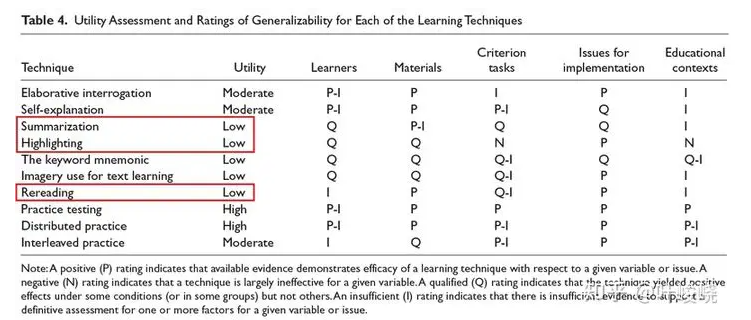 Table 4. Utility Assessment and Ratings of Generalizability for Each of the Learning Techniques
Technique Utility Learners Materials Criterion tasks Issues for implementation Educational contexts
Elaborative interrogation Moderate P-I P I P I
Self-explanation Moderate P-I P P-I Q I
Summarization Low Q P-I Q Q I
Highlighting Low Q Q N P N
The keyword mnemonic Low Q Q Q-I Q Q-I
Imagery use for text learning Low Q Q Q-I P I
Rereading Low I P Q-I P I
Practice testing High P-I P P P P
Distributed practice High P-I P P-I P P-I
Interleaved practice Moderate I Q P-I P P-I
Note: A positive (P) rating indicates that available evidence demonstrates efficacy of a learning technique with respect to a given variable or issue. A
negative (N) rating indicates that a technique is largely ineffective for a given variable. A qualified (Q) rating indicates that the technique yielded positive
effects under some conditions (or in some groups) but not others. An insufficient (I) rating indicates that there is insufficient evidence to support a
definitive assessment for one or more factors for a given variable or issue.
知乎